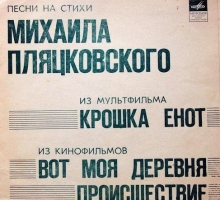 ПЕСНИ НА СТИХИ
МИХАИЛА
ПЛЯЦКОВСКОГО
ИЗ МУЛЬТФИЛЬМА
КРОШКА ЕНОТ
ИЗ КИНОФИЛЬМОВ
ВОТ МОЯ ДЕРЕВНЯ
ПРОИСШЕСТВИЕ